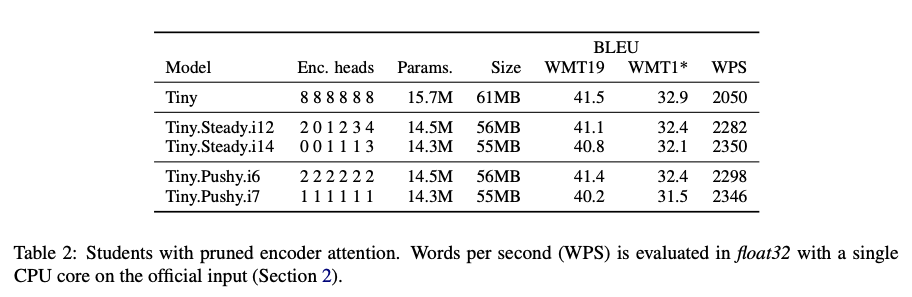 BLEU
Model Enc. heads Params. Size WMT19 WMT1* WPS
Tiny 8 8 8 8 8 8 15.7M 61MB 41.5 32.9 2050
Tiny.Steady.i12 2 0 1 2 3 4 14.5M 56MB 41.1 32.4 2282
Tiny.Steady.i14 0 0 1 1 1 3 14.3M 55MB 40.8 32.1 2350
Tiny.Pushy.i6 2 2 2 2 2 2 14.5M 56MB 41.4 32.4 2298
Tiny.Pushy.i7 1 1 1 1 1 1 14.3M 55MB 40.2 31.5 2346
Table 2: Students with pruned encoder attention. Words per second (WPS) is evaluated in float32 with a single
CPU core on the official input (Section 2).